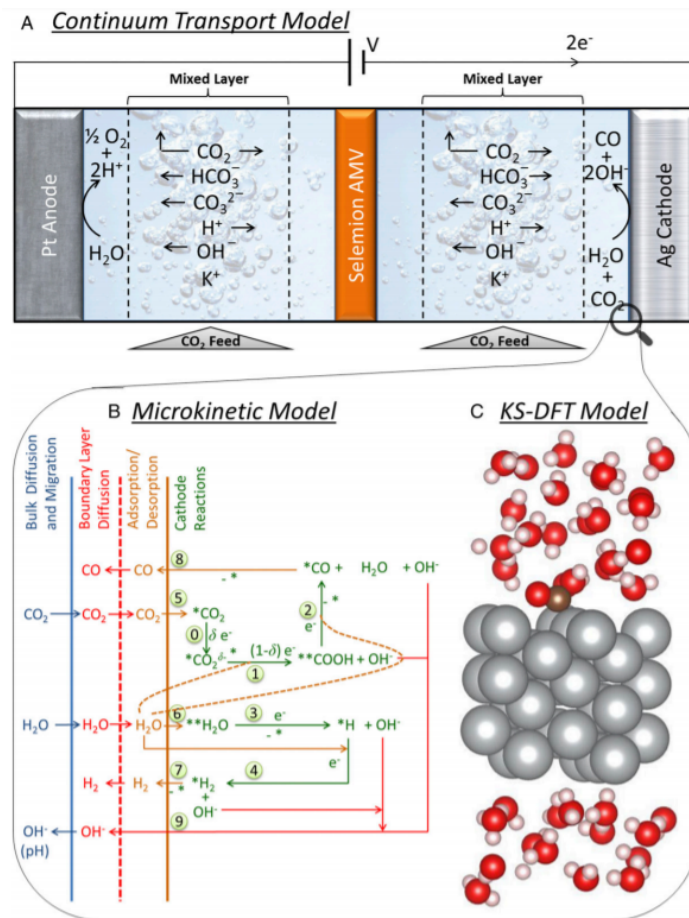 A Continuum Transport Model
V
2e-
Mixed Layer
Mixed Layer
Pt Anode
½ O₂
+
2H⁺
H₂O
CO₂
HCO₃⁻
CO₃²⁻
H⁺
OH⁻
K⁺
Selemion AMV
CO₂
HCO₃⁻
CO₃²⁻
H⁺
OH⁻
K⁺
CO
+
2OH⁻
H₂O
+
CO₂
Ag Cathode
CO₂ Feed
CO₂ Feed
B Microkinetic Model
C KS-DFT Model
Bulk Diffusion
and Migration
Boundary Layer
Diffusion
Adsorption/
Desorption
Cathode
Reactions
CO CO 8 - * *CO + H₂O + OH⁻
CO₂ CO₂ CO₂ 5 *CO₂ 2 - * e⁻
0 δ e⁻
*CO₂^δ⁻ * (1-δ) e⁻ **COOH + OH⁻
1
H₂O H₂O H₂O 6 **H₂O 3 e⁻ - * *H + OH⁻
e⁻
H₂ H₂ 7 - * *H₂ 4
+
OH⁻
OH⁻ OH⁻ 9
(pH)